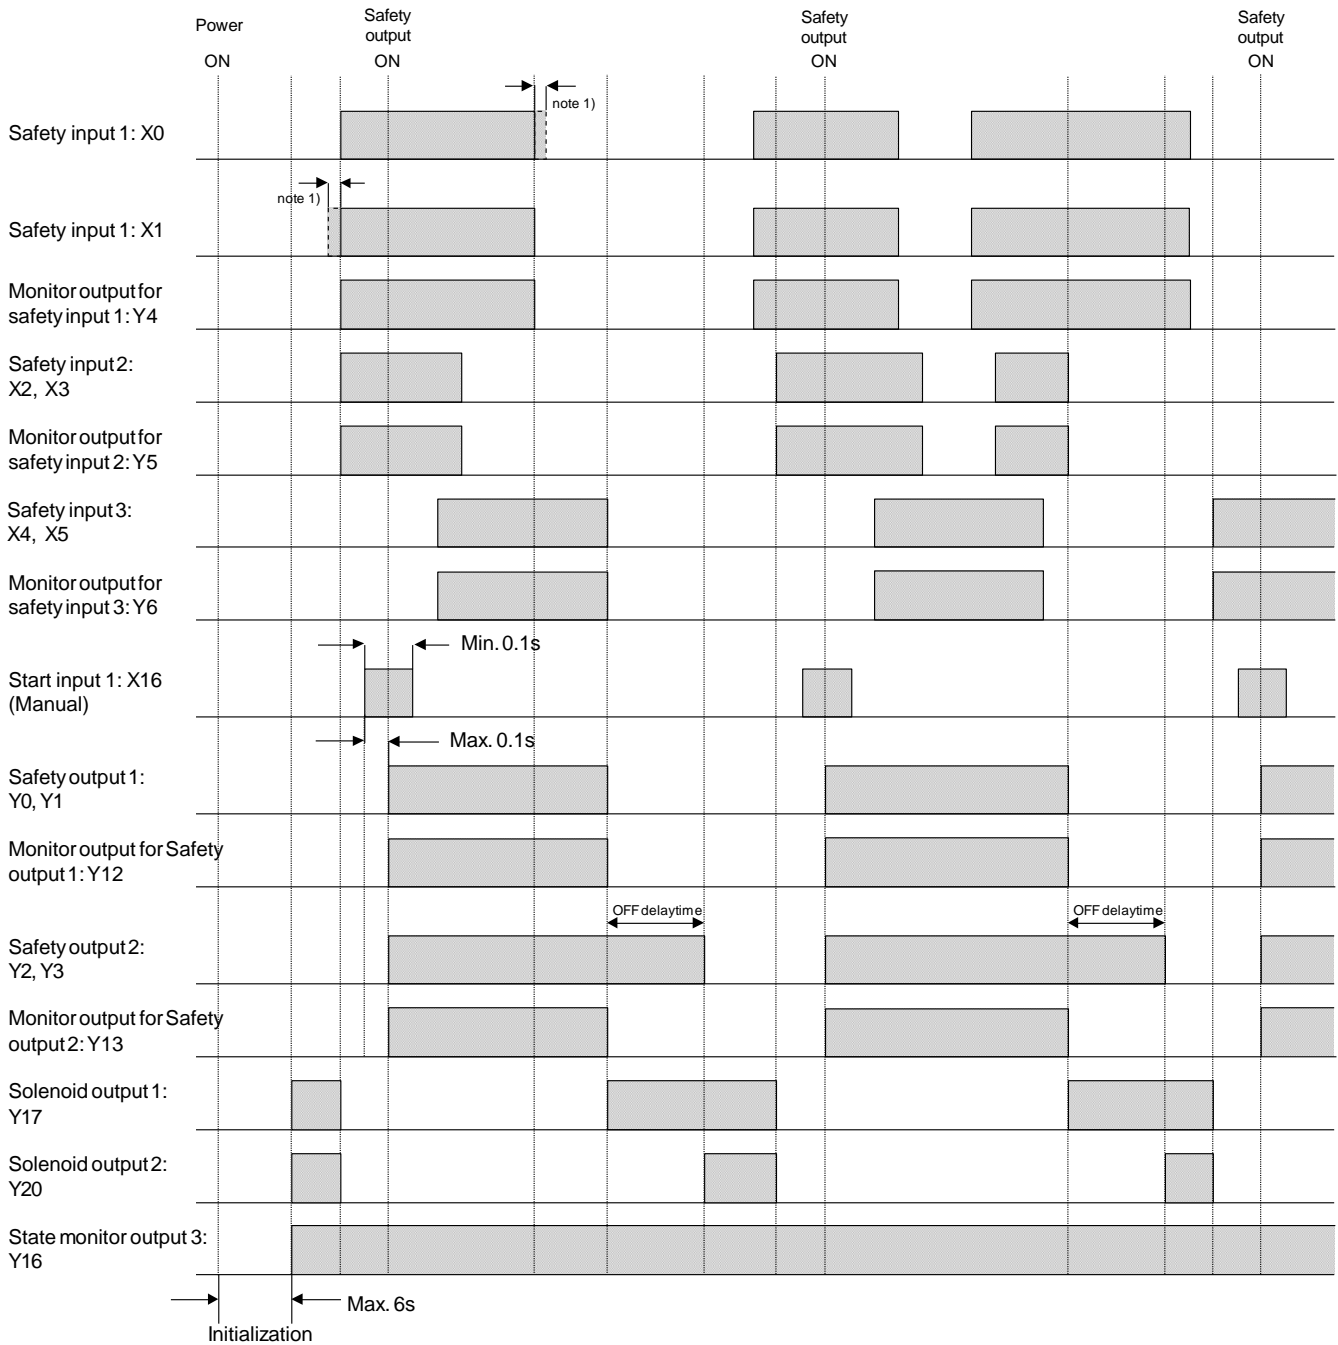 Power
ON
Safety
output
ON
Safety
output
ON
Safety
output
ON
note 1)
Safety input 1: X0
note 1)
Safety input 1: X1
Monitor output for
safety input 1: Y4
Safety input 2:
X2, X3
Monitor output for
safety input 2: Y5
Safety input 3:
X4, X5
Monitor output for
safety input 3: Y6
Min. 0.1s
Start input 1: X16
(Manual)
Max. 0.1s
Safety output 1:
Y0, Y1
Monitor output for Safety
output 1: Y12
OFF delay time
OFF delay time
Safety output 2:
Y2, Y3
Monitor output for Safety
output 2: Y13
Solenoid output 1:
Y17
Solenoid output 2:
Y20
State monitor output 3:
Y16
Max. 6s
Initialization